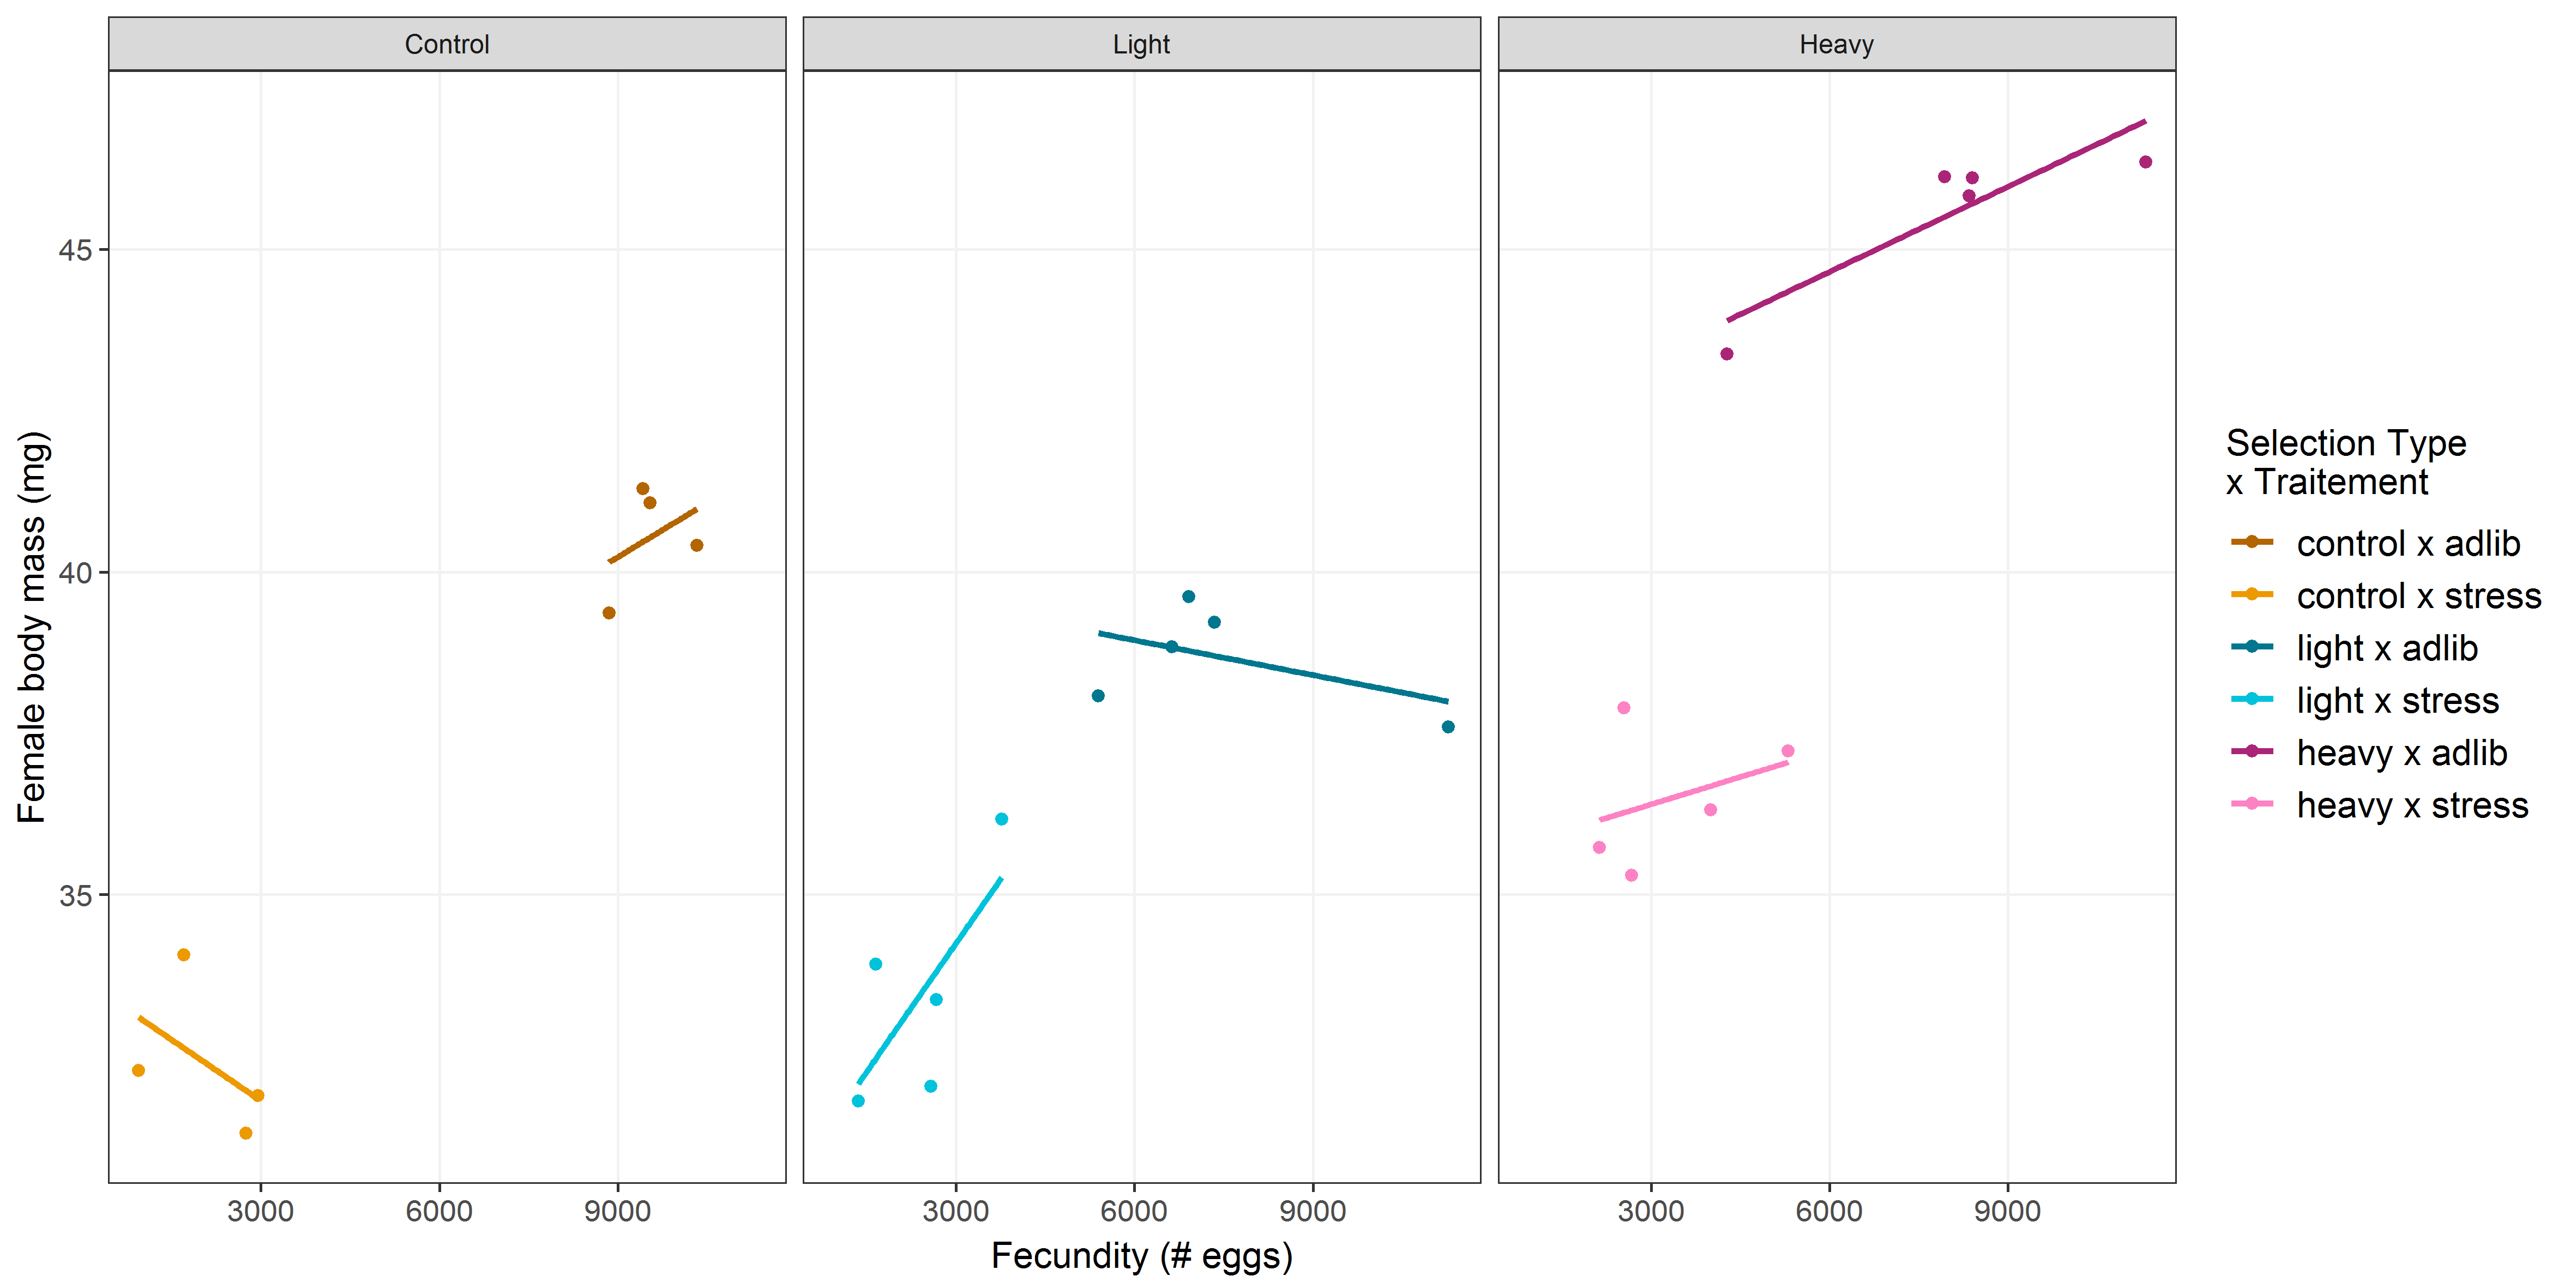 Control
Light
Heavy
Female body mass (mg)
45
40
35
3000
6000
9000
3000
6000
9000
3000
6000
9000
Fecundity (# eggs)
Selection Type
x Traitement
control x adlib
control x stress
light x adlib
light x stress
heavy x adlib
heavy x stress